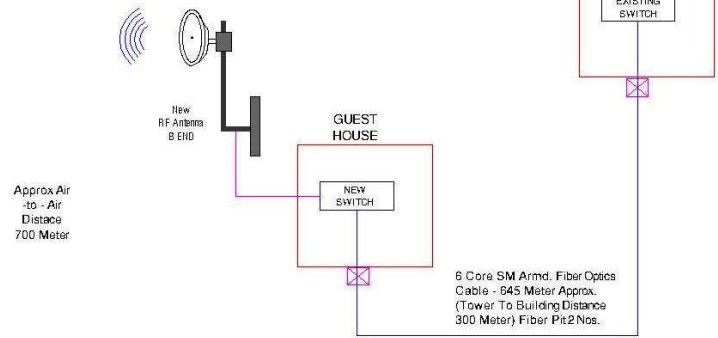 EXISTING
SWITCH
New
RF Antenna
B END
GUEST
HOUSE
NEW
SWITCH
Approx Air
-to - Air
Distace
700 Meter
6 Core SM Armd. Fiber Optics
Cable - 645 Meter Approx.
(Tower To Building Distance
300 Meter) Fiber Pit 2 Nos.